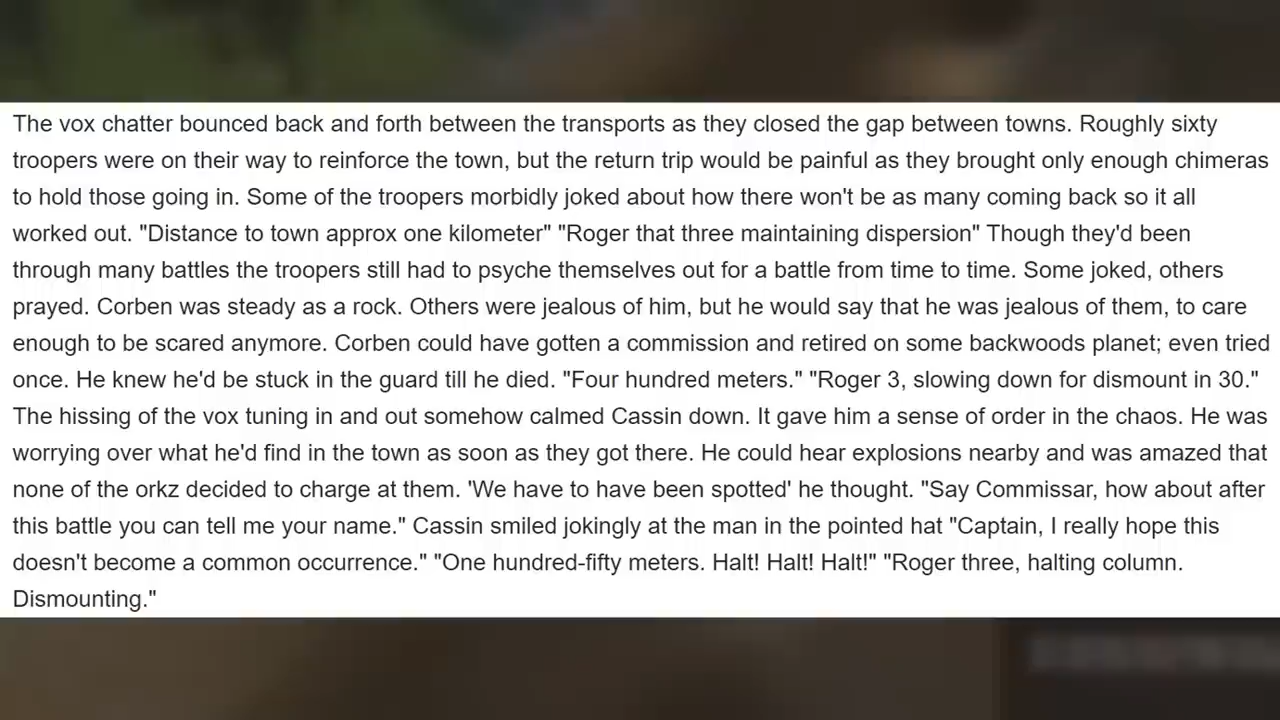 The vox chatter bounced back and forth between the transports as they closed the gap between towns. Roughly sixty
troopers were on their way to reinforce the town, but the return trip would be painful as they brought only enough chimeras
to hold those going in. Some of the troopers morbidly joked about how there won't be as many coming back so it all
worked out. "Distance to town approx one kilometer" "Roger that three maintaining dispersion" Though they'd been
through many battles the troopers still had to psyche themselves out for a battle from time to time. Some joked, others
prayed. Corben was steady as a rock. Others were jealous of him, but he would say that he was jealous of them, to care
enough to be scared anymore. Corben could have gotten a commission and retired on some backwoods planet; even tried
once. He knew he'd be stuck in the guard till he died. "Four hundred meters." "Roger 3, slowing down for dismount in 30."
The hissing of the vox tuning in and out somehow calmed Cassin down. It gave him a sense of order in the chaos. He was
worrying over what he'd find in the town as soon as they got there. He could hear explosions nearby and was amazed that
none of the orkz decided to charge at them. 'We have to have been spotted' he thought. "Say Commissar, how about after
this battle you can tell me your name." Cassin smiled jokingly at the man in the pointed hat "Captain, I really hope this
doesn't become a common occurrence." "One hundred-fifty meters. Halt! Halt! Halt!" "Roger three, halting column.
Dismounting."